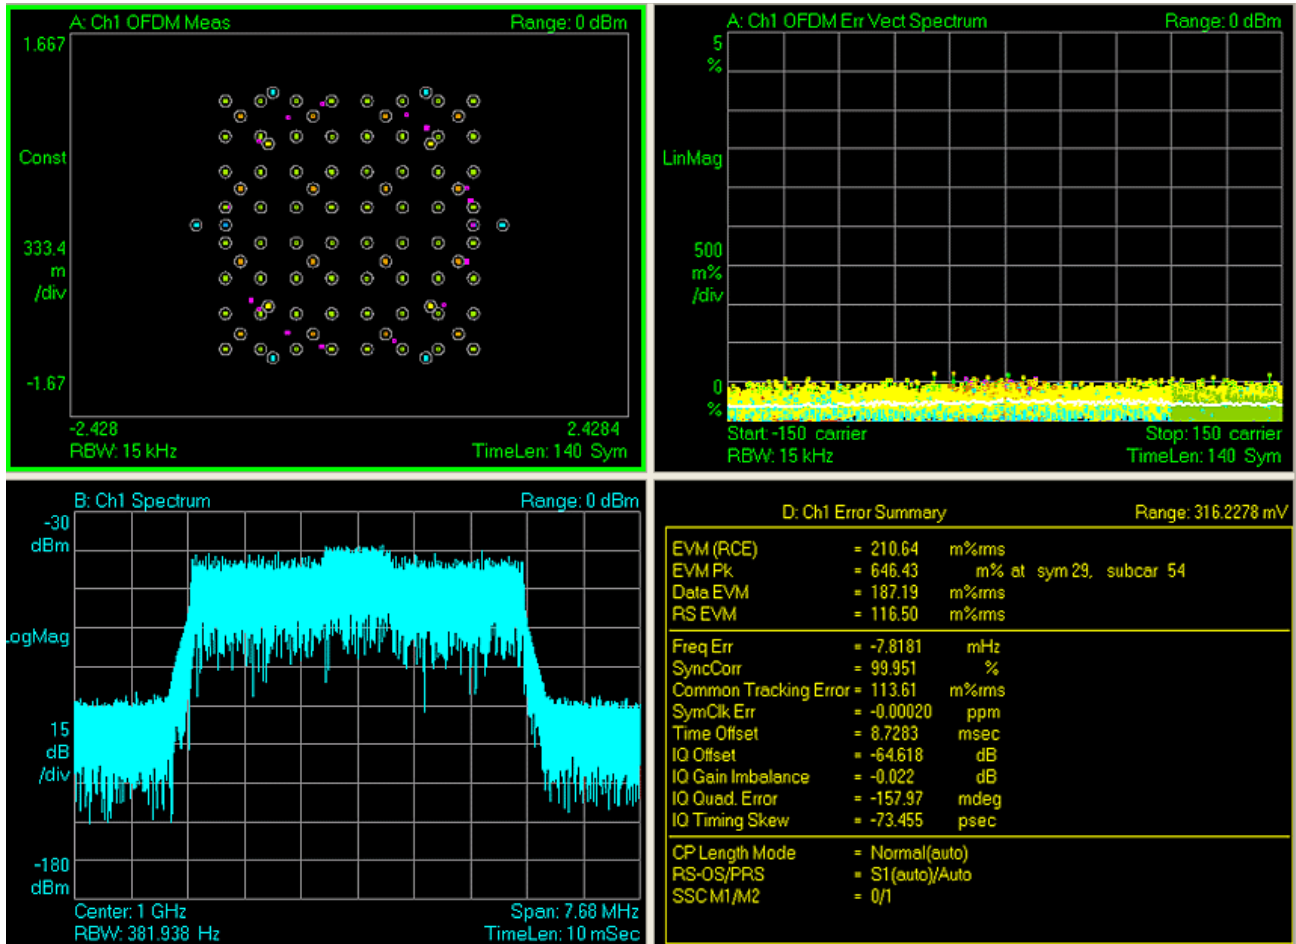 A: Ch1 OFDM Meas Range: 0 dBm
1.667
Const
333.4
m
/div
-1.67
-2.428 2.4284
RBW: 15 kHz TimeLen: 140 Sym
A: Ch1 OFDM Err Vect Spectrum Range: 0 dBm
5
%
LinMag
500
m%
/div
0
%
Start: -150 carrier Stop: 150 carrier
RBW: 15 kHz TimeLen: 140 Sym
B: Ch1 Spectrum Range: 0 dBm
-30
dBm
LogMag
15
dB
/div
-180
dBm
Center: 1 GHz Span: 7.68 MHz
RBW: 381.938 Hz TimeLen: 10 mSec
D: Ch1 Error Summary Range: 316.2278 mV
EVM (RCE) = 210.64 m%rms
EVM Pk = 646.43 m% at sym 29, subcar 54
Data EVM = 187.19 m%rms
RS EVM = 116.50 m%rms
Freq Err = -7.8181 mHz
SyncCorr = 99.951 %
Common Tracking Error = 113.61 m%rms
SymClk Err = -0.00020 ppm
Time Offset = 8.7283 msec
IQ Offset = -64.618 dB
IQ Gain Imbalance = -0.022 dB
IQ Quad. Error = -157.97 mdeg
IQ Timing Skew = -73.455 psec
CP Length Mode = Normal(auto)
RS-OS/PRS = S1(auto)/Auto
SSC M1/M2 = 0/1